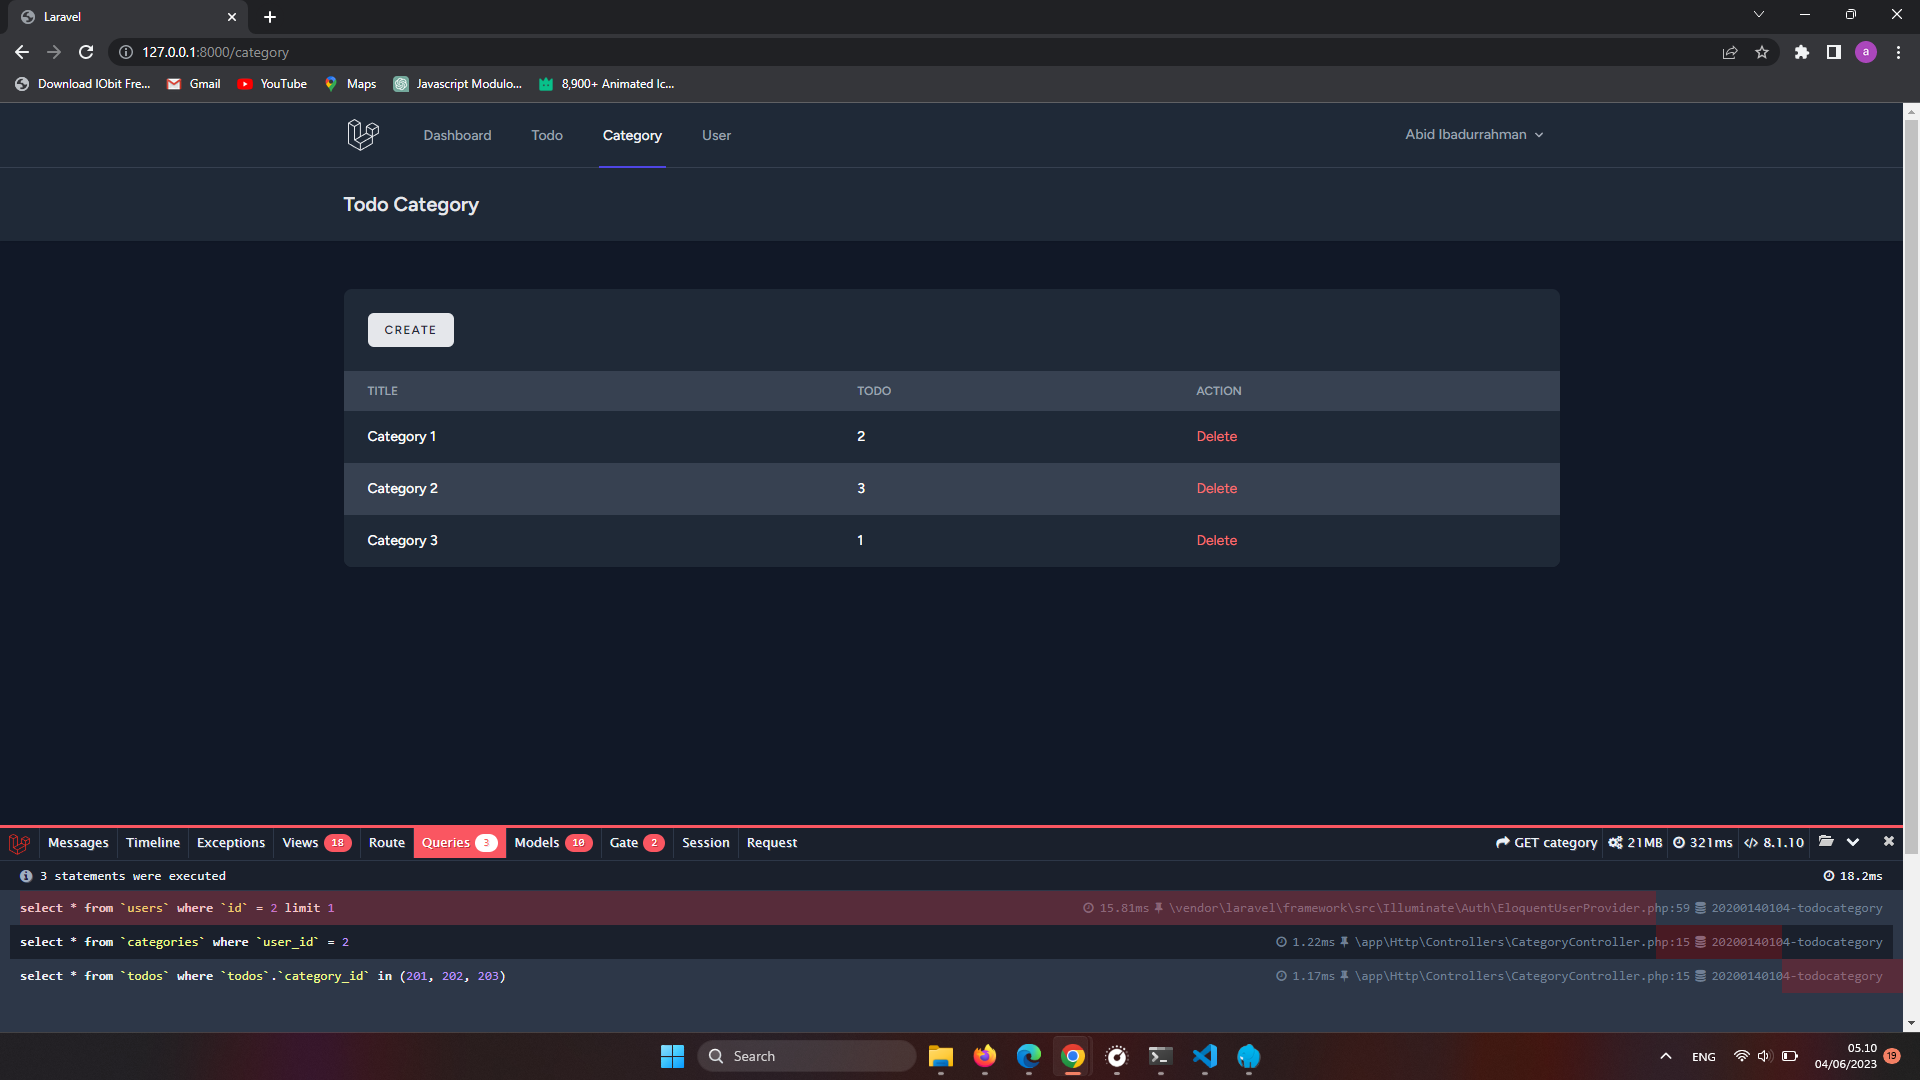 Laravel
127.0.0.1:8000/category
a
Download IObit Fre...
Gmail
YouTube
Maps
Javascript Modulo...
8,900+ Animated Ic...
Dashboard
Todo
Category
User
Abid Ibadurrahman
Todo Category
CREATE
TITLE TODO ACTION
Category 1 2 Delete
Category 2 3 Delete
Category 3 1 Delete
Messages Timeline Exceptions Views 18 Route Queries 3 Models 10 Gate 2 Session Request GET category 21MB 321ms 8.1.10
3 statements were executed 18.2ms
select * from `users` where `id` = 2 limit 1 15.81ms \vendor\laravel\framework\src\Illuminate\Auth\EloquentUserProvider.php:59 20200140104-todocategory
select * from `categories` where `user_id` = 2 1.22ms \app\Http\Controllers\CategoryController.php:15 20200140104-todocategory
select * from `todos` where `todos`.`category_id` in (201, 202, 203) 1.17ms \app\Http\Controllers\CategoryController.php:15 20200140104-todocategory
Search
ENG
05.10
04/06/2023
19